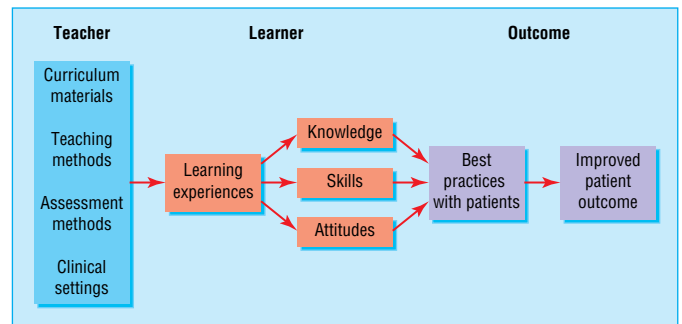 Teacher
Learner
Outcome
Curriculum
materials
Teaching
methods
Assessment
methods
Clinical
settings
Learning
experiences
Knowledge
Skills
Attitudes
Best
practices
with patients
Improved
patient
outcome